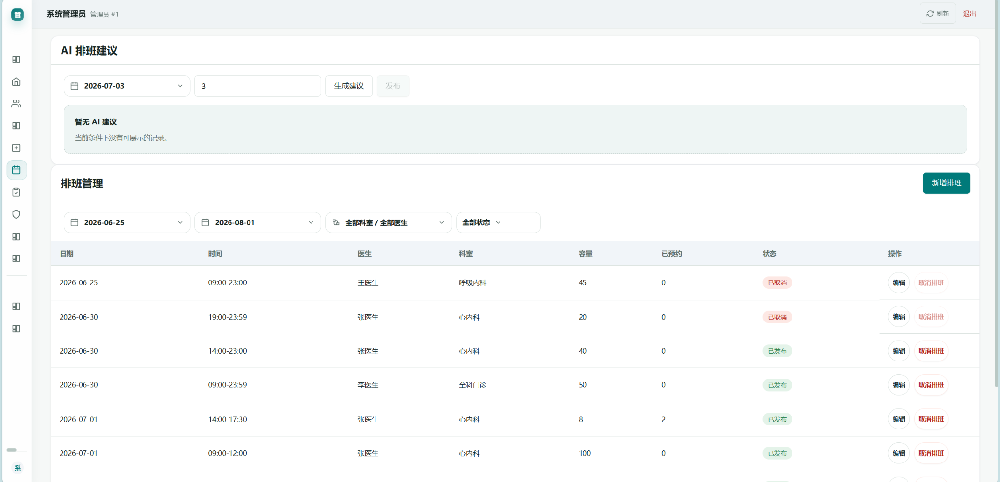 管
系统管理员 管理员 #1
刷新 退出
AI 排班建议
2026-07-03 3 生成建议 发布
暂无 AI 建议
当前条件下没有可展示的记录。
排班管理 新增排班
2026-06-25 2026-08-01 全部科室 / 全部医生 全部状态
日期 时间 医生 科室 容量 已预约 状态 操作
2026-06-25 09:00-23:00 王医生 呼吸内科 45 0 已取消 编辑 取消排班
2026-06-30 19:00-23:59 张医生 心内科 20 0 已取消 编辑 取消排班
2026-06-30 14:00-23:00 张医生 心内科 40 0 已发布 编辑 取消排班
2026-06-30 09:00-23:59 李医生 全科门诊 50 0 已发布 编辑 取消排班
2026-07-01 14:00-17:30 张医生 心内科 8 2 已发布 编辑 取消排班
2026-07-01 09:00-12:00 张医生 心内科 100 0 已发布 编辑 取消排班
系